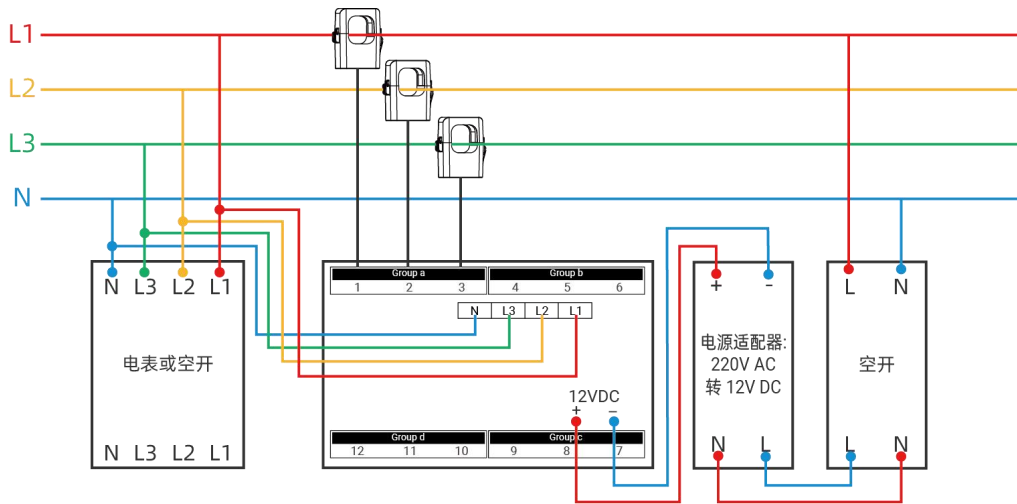 L1
L2
L3
N
N L3 L2 L1
电表或空开
N L3 L2 L1
Group a
Group b
1 2 3 4 5 6
N L3 L2 L1
12VDC
+ −
Group d
Group c
12 11 10 9 8 7
+ -
电源适配器:
220V AC
转 12V DC
N L
L N
空开
L N